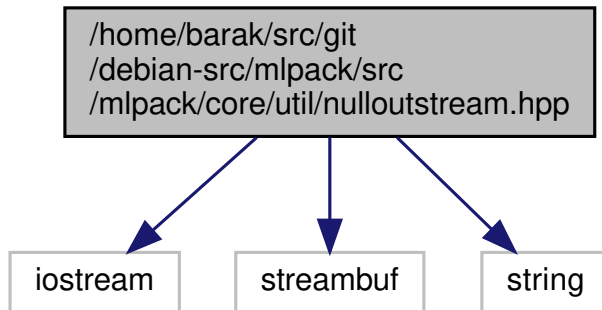 /home/barak/src/git
/debian-src/mlpack/src
/mlpack/core/util/nulloutstream.hpp
iostream
streambuf
string